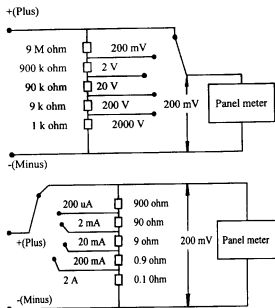 +(Plus)
9 M ohm 200 mV
900 k ohm 2 V
90 k ohm 20 V
9 k ohm 200 V 200 mV Panel meter
1 k ohm 2000 V
-(Minus)
200 uA 900 ohm
2 mA 90 ohm
+(Plus) 20 mA 9 ohm 200 mV Panel meter
200 mA 0.9 ohm
2 A 0.1 Ohm
-(Minus)